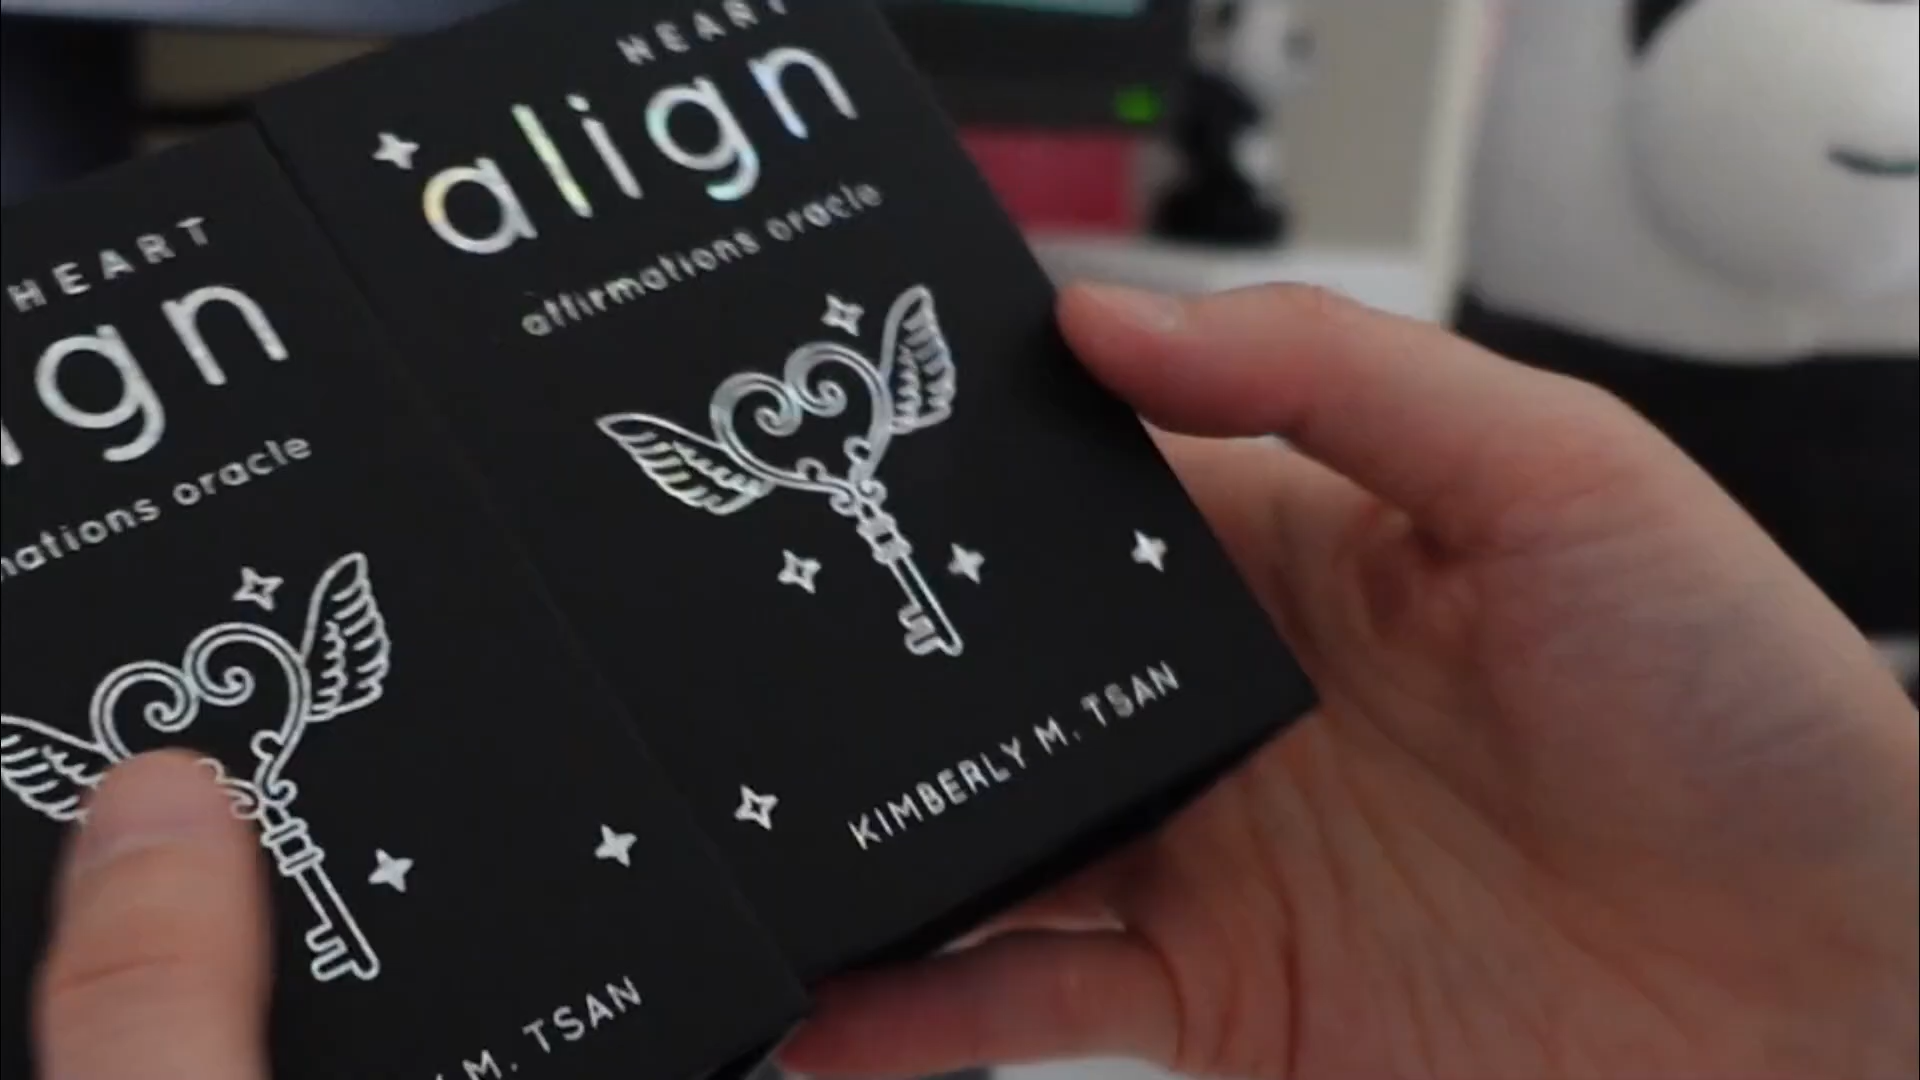 HEART
align
affirmations oracle
KIMBERLY M. TSAN
HEART
ign
mations oracle
M. TSAN